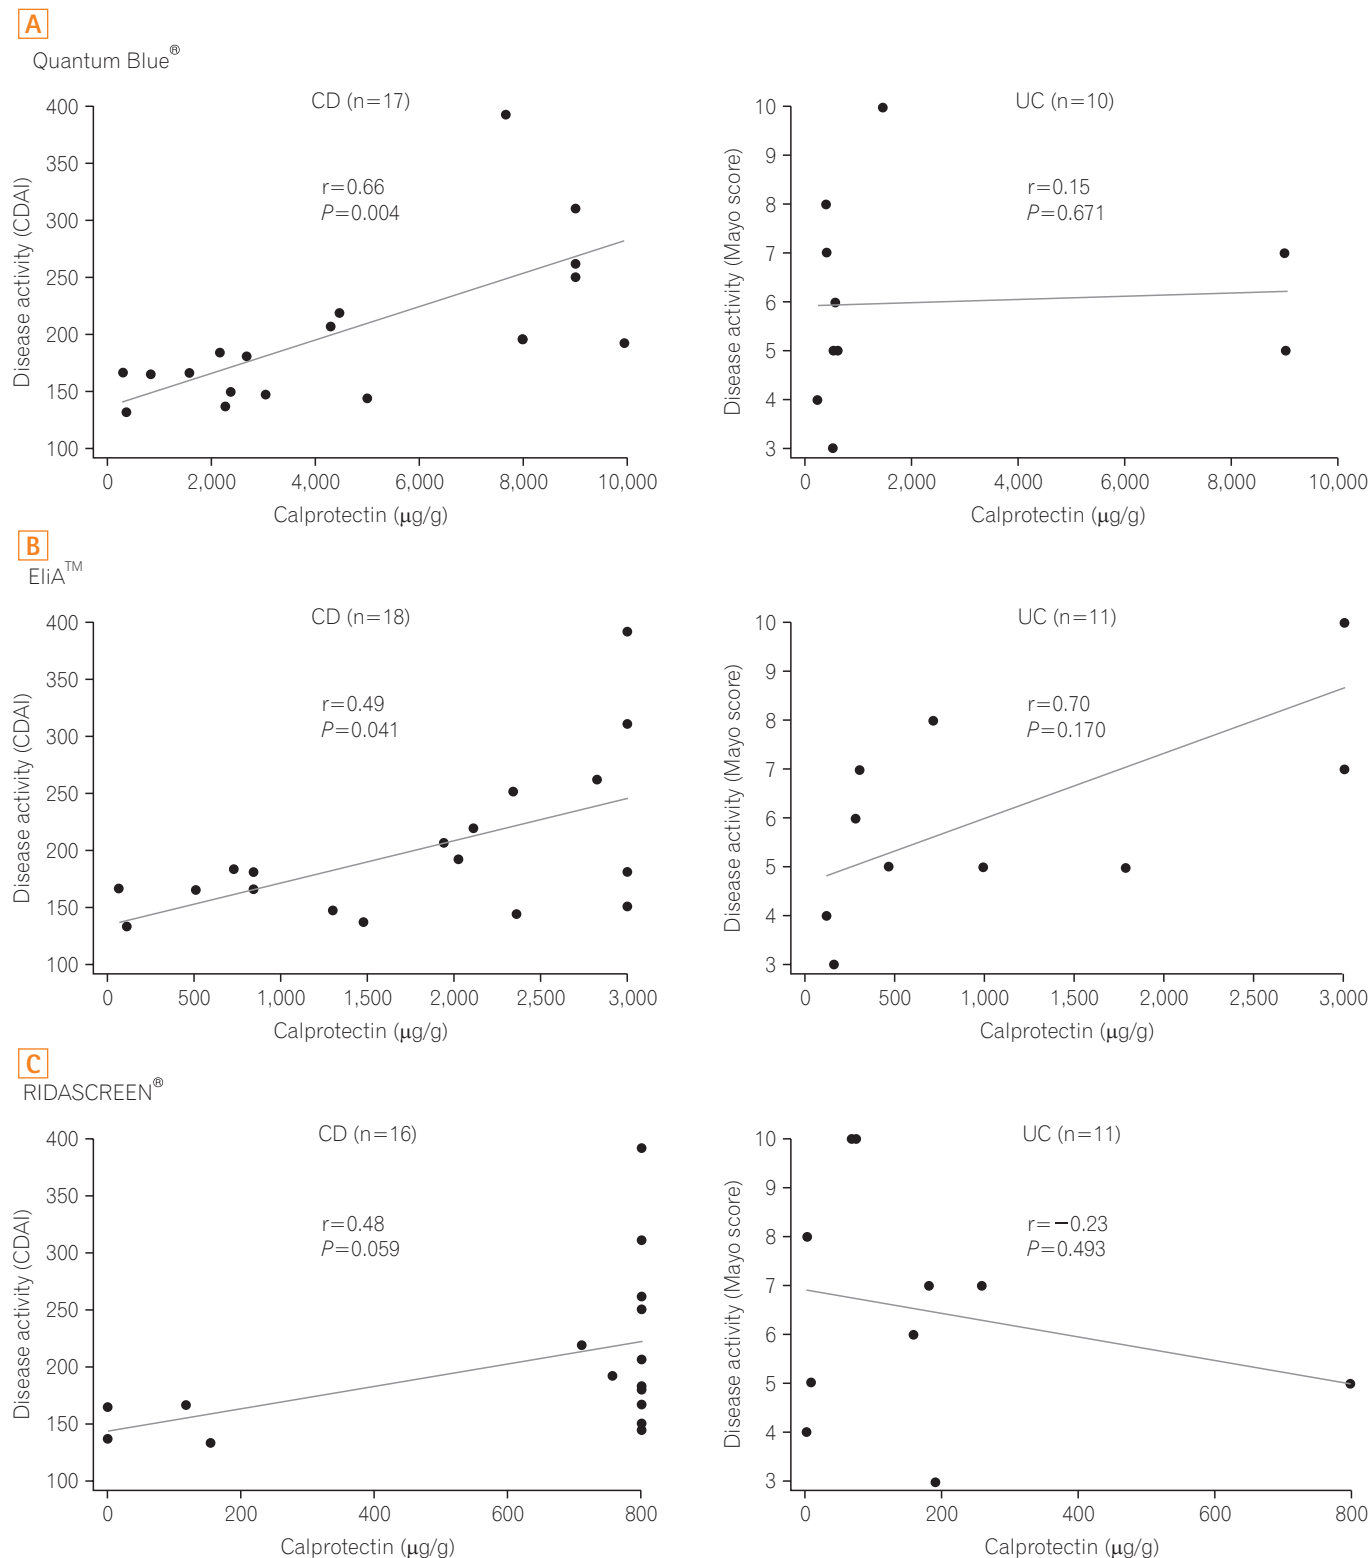 A
Quantum Blue®
CD (n=17)
r=0.66
P=0.004
Disease activity (CDAI)
400
350
300
250
200
150
100
0 2,000 4,000 6,000 8,000 10,000
Calprotectin (μg/g)
UC (n=10)
r=0.15
P=0.671
Disease activity (Mayo score)
10
9
8
7
6
5
4
3
0 2,000 4,000 6,000 8,000 10,000
Calprotectin (μg/g)
B
EliA™
CD (n=18)
r=0.49
P=0.041
Disease activity (CDAI)
400
350
300
250
200
150
100
0 500 1,000 1,500 2,000 2,500 3,000
Calprotectin (μg/g)
UC (n=11)
r=0.70
P=0.170
Disease activity (Mayo score)
10
9
8
7
6
5
4
3
0 500 1,000 1,500 2,000 2,500 3,000
Calprotectin (μg/g)
C
RIDASCREEN®
CD (n=16)
r=0.48
P=0.059
Disease activity (CDAI)
400
350
300
250
200
150
100
0 200 400 600 800
Calprotectin (μg/g)
UC (n=11)
r=−0.23
P=0.493
Disease activity (Mayo score)
10
9
8
7
6
5
4
3
0 200 400 600 800
Calprotectin (μg/g)